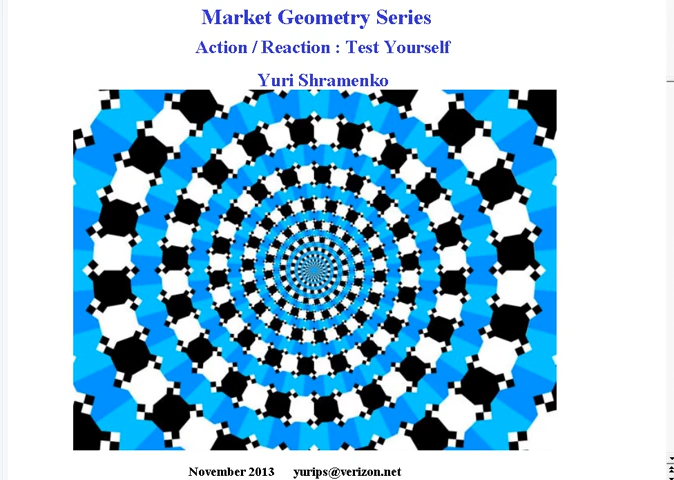 Market Geometry Series
Action / Reaction : Test Yourself
Yuri Shramenko
November 2013 yurips@verizon.net